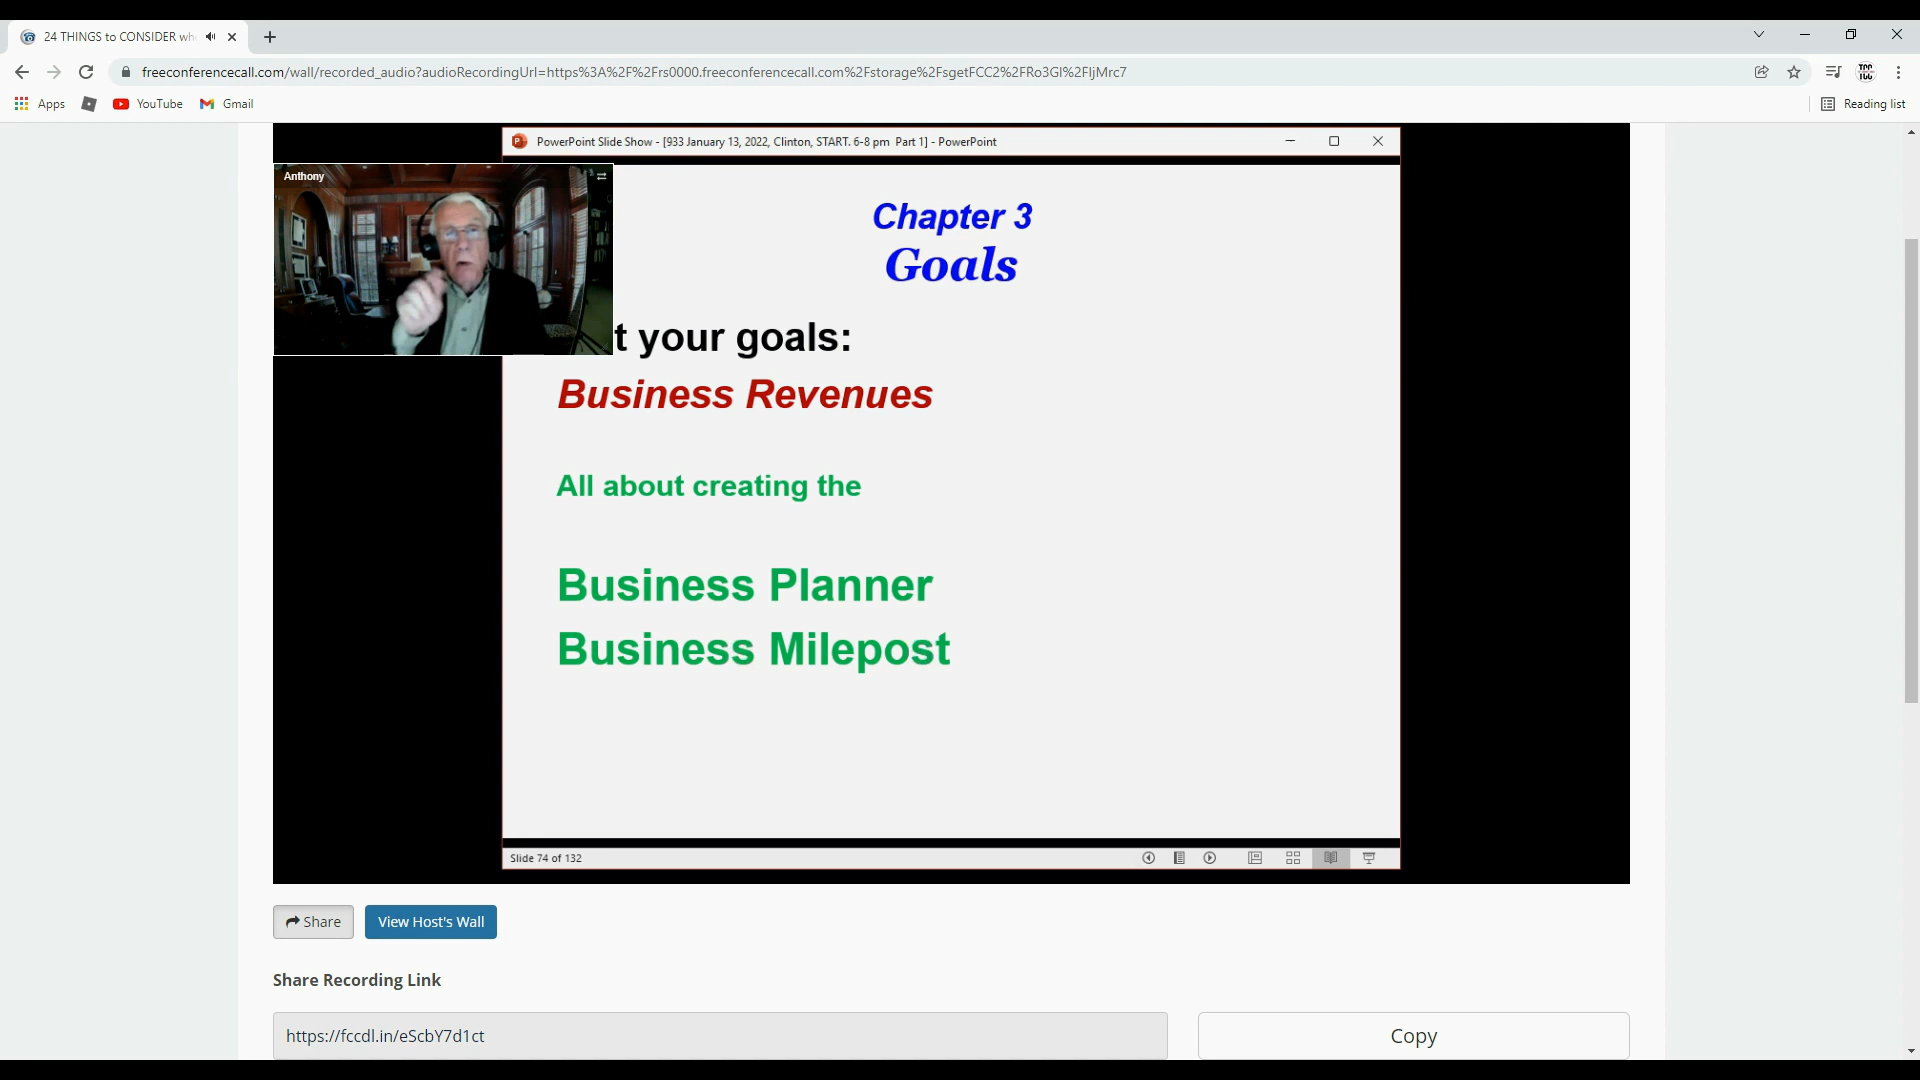 24 THINGS to CONSIDER wh
freeconferencecall.com/wall/recorded_audio?audioRecordingUrl=https%3A%2F%2Frs0000.freeconferencecall.com%2Fstorage%2FsgetFCC2%2FRo3Gl%2FljMrc7
Apps YouTube Gmail Reading list
PowerPoint Slide Show - [933 January 13, 2022, Clinton, START. 6-8 pm Part 1] - PowerPoint
Anthony
Chapter 3
Goals
t your goals:
Business Revenues
All about creating the
Business Planner
Business Milepost
Slide 74 of 132
Share View Host's Wall
Share Recording Link
https://fccdl.in/eScbY7d1ct
Copy